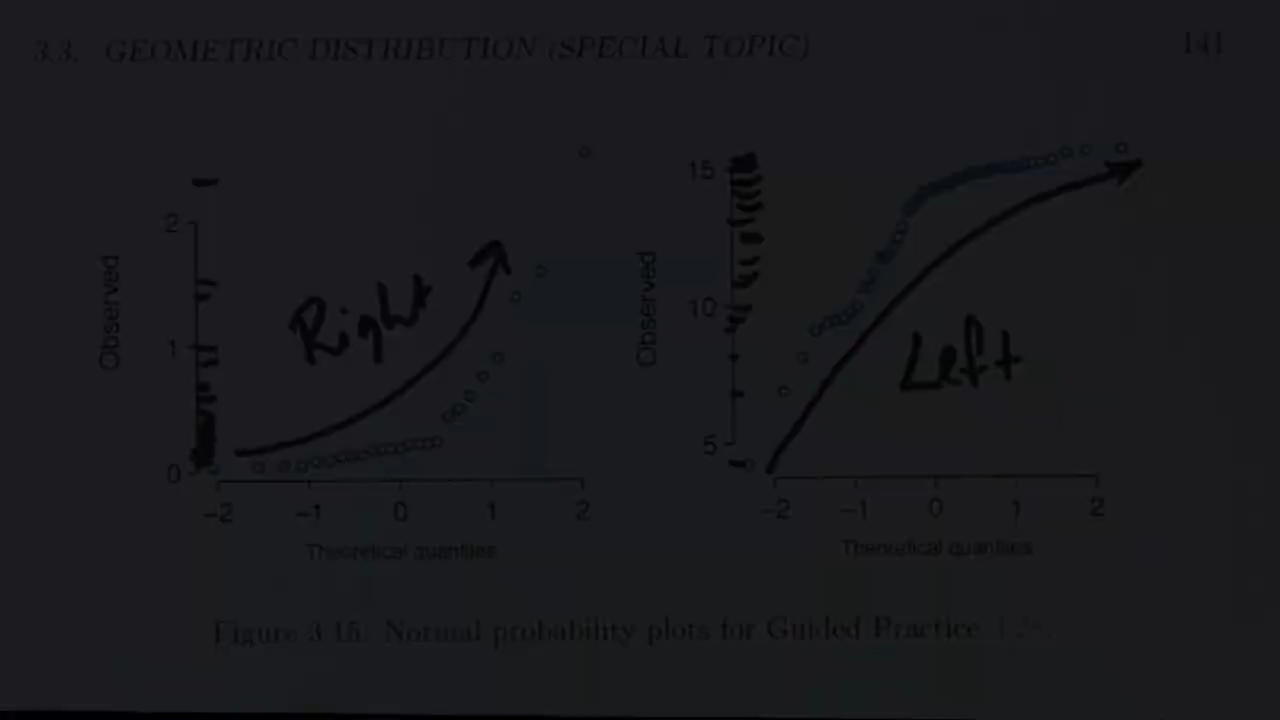 3.3. GEOMETRIC DISTRIBUTION (SPECIAL TOPIC) 141
Observed
2
1
0
Right
−2 −1 0 1 2
Theoretical quantiles
Observed
15
10
5
Left
−2 −1 0 1 2
Theoretical quantiles
Figure 3.15: Normal probability plots for Guided Practice